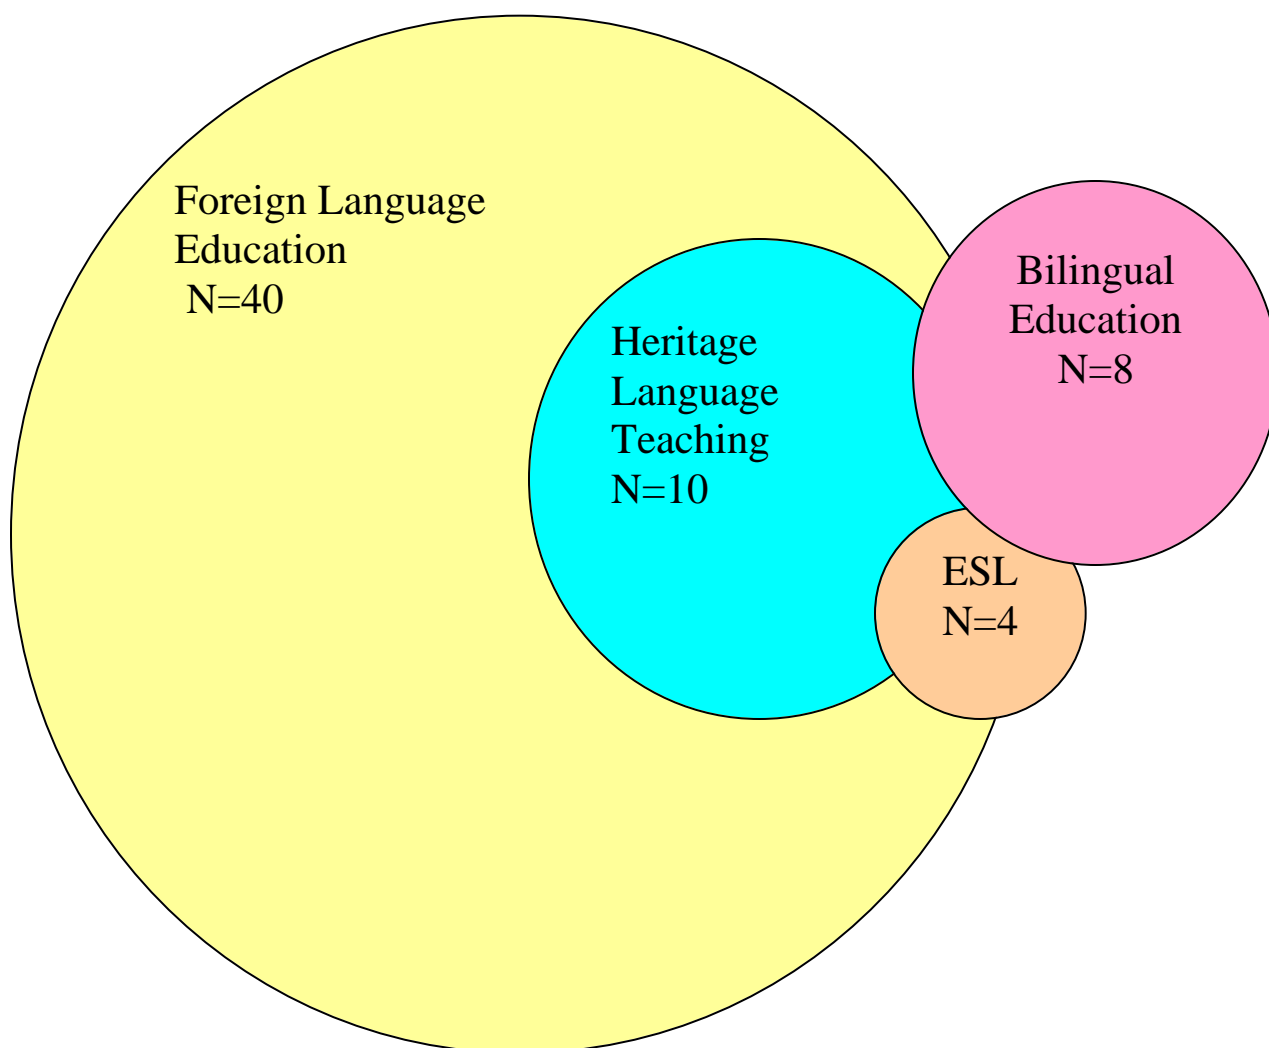 Foreign Language
Education
N=40
Heritage
Language
Teaching
N=10
Bilingual
Education
N=8
ESL
N=4